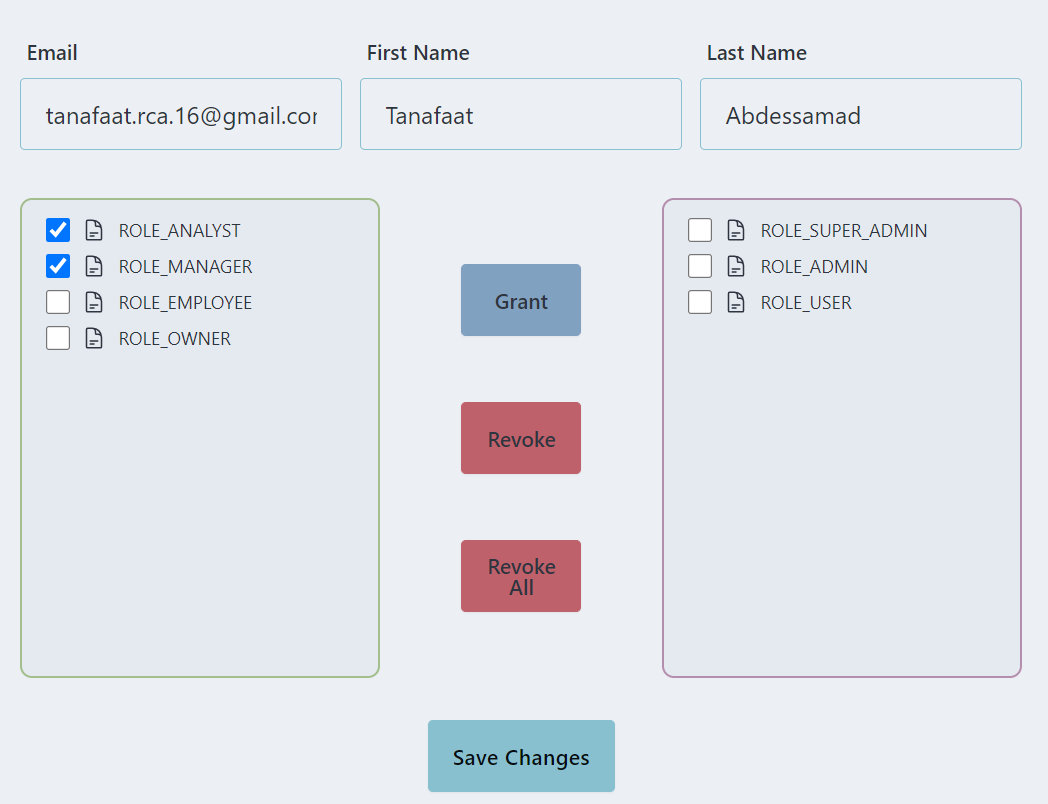 Email
First Name
Last Name
tanafaat.rca.16@gmail.cor
Tanafaat
Abdessamad
ROLE_ANALYST
ROLE_MANAGER
ROLE_EMPLOYEE
ROLE_OWNER
Grant
Revoke
Revoke
All
ROLE_SUPER_ADMIN
ROLE_ADMIN
ROLE_USER
Save Changes